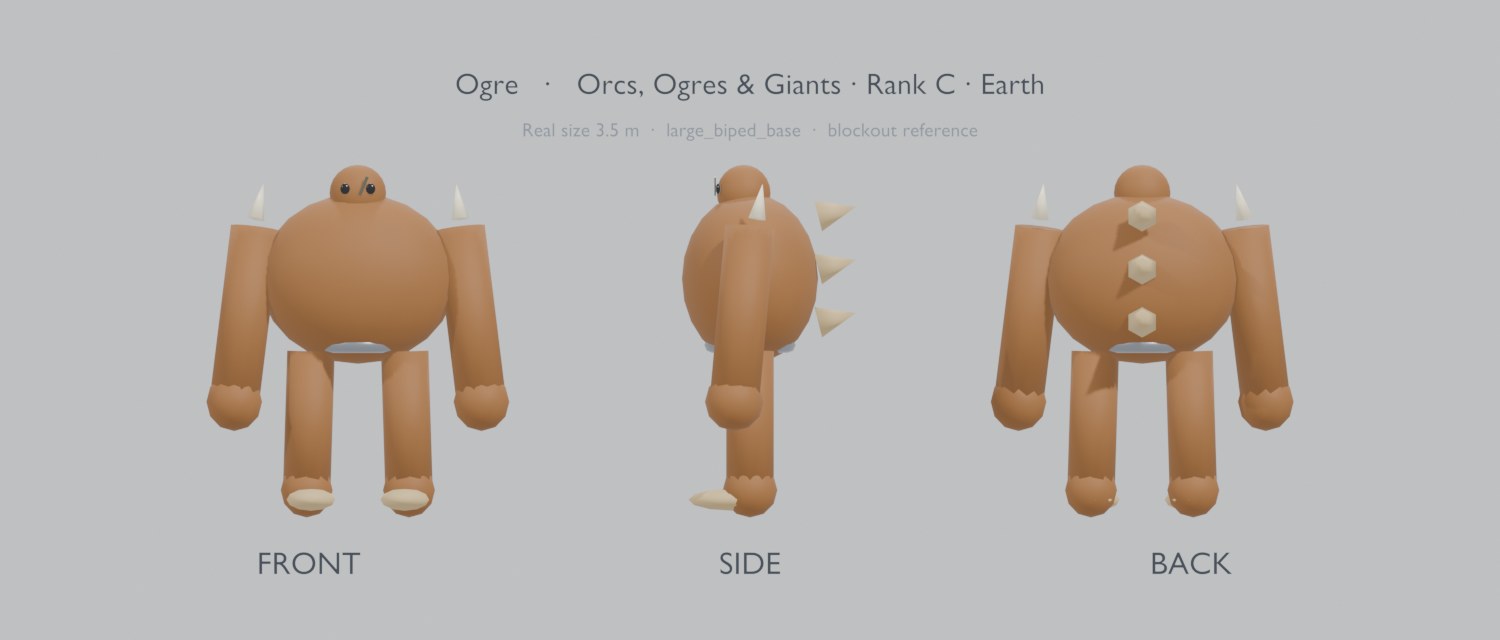 Ogre · Orcs, Ogres & Giants · Rank C · Earth
Real size 3.5 m · large_biped_base · blockout reference
FRONT SIDE BACK